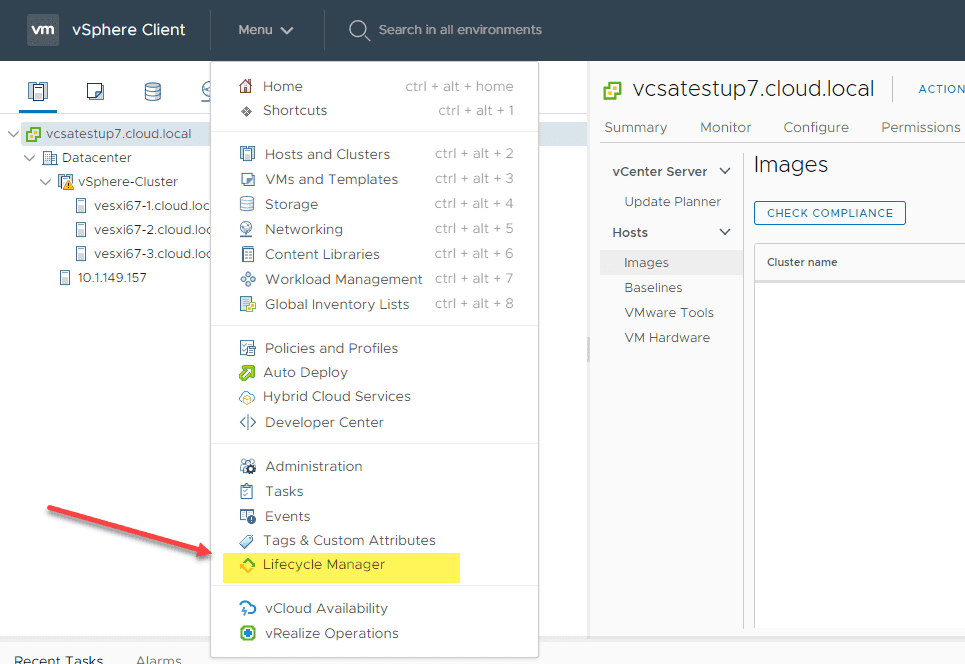 vm vSphere Client Menu Search in all environments
Home ctrl + alt + home
Shortcuts ctrl + alt + 1
Hosts and Clusters ctrl + alt + 2
VMs and Templates ctrl + alt + 3
Storage ctrl + alt + 4
Networking ctrl + alt + 5
Content Libraries ctrl + alt + 6
Workload Management ctrl + alt + 7
Global Inventory Lists ctrl + alt + 8
Policies and Profiles
Auto Deploy
Hybrid Cloud Services
Developer Center
Administration
Tasks
Events
Tags & Custom Attributes
Lifecycle Manager
vCloud Availability
vRealize Operations
vcsatestup7.cloud.local
Datacenter
vSphere-Cluster
vesxi67-1.cloud.loc
vesxi67-2.cloud.loc
vesxi67-3.cloud.loc
10.1.149.157
vcsatestup7.cloud.local ACTION
Summary Monitor Configure Permissions
vCenter Server
Update Planner
Hosts
Images
Baselines
VMware Tools
VM Hardware
Images
CHECK COMPLIANCE
Cluster name
Recent Tasks Alarms